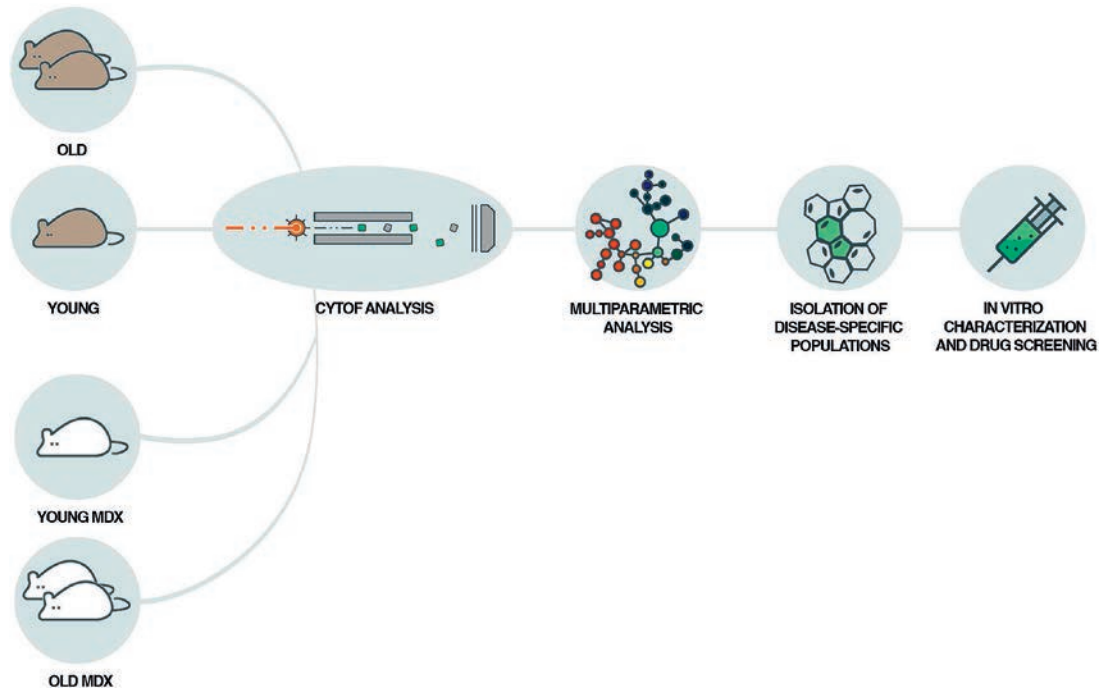 OLD
YOUNG
YOUNG MDX
OLD MDX
CYTOF ANALYSIS
MULTIPARAMETRIC
ANALYSIS
ISOLATION OF
DISEASE-SPECIFIC
POPULATIONS
IN VITRO
CHARACTERIZATION
AND DRUG SCREENING